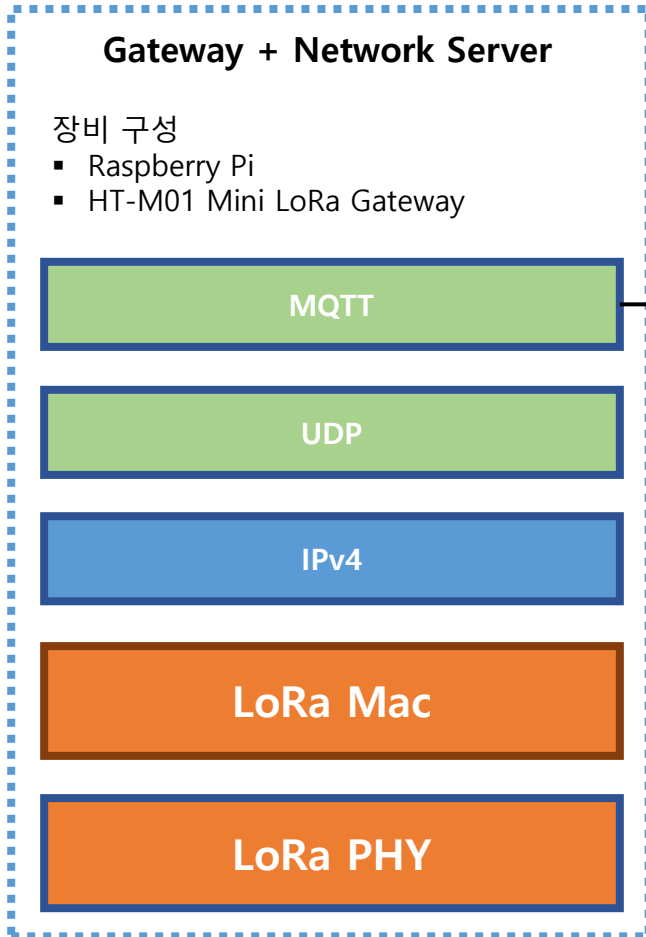 Gateway + Network Server
장비 구성
▪ Raspberry Pi
▪ HT-M01 Mini LoRa Gateway
MQTT
UDP
IPv4
LoRa Mac
LoRa PHY